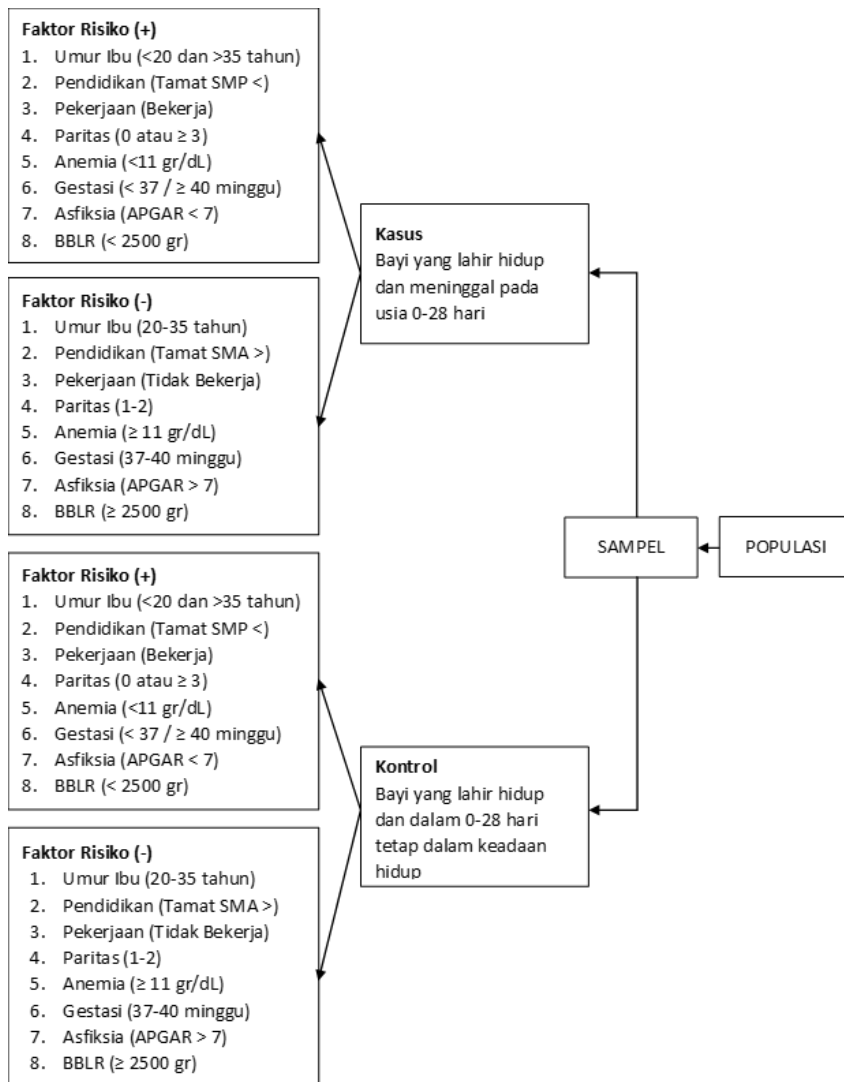 Faktor Risiko (+)
1. Umur Ibu (<20 dan >35 tahun)
2. Pendidikan (Tamat SMP <)
3. Pekerjaan (Bekerja)
4. Paritas (0 atau ≥ 3)
5. Anemia (<11 gr/dL)
6. Gestasi (< 37 / ≥ 40 minggu)
7. Asfiksia (APGAR < 7)
8. BBLR (< 2500 gr)
Kasus
Bayi yang lahir hidup
dan meninggal pada
usia 0-28 hari
Faktor Risiko (-)
1. Umur Ibu (20-35 tahun)
2. Pendidikan (Tamat SMA >)
3. Pekerjaan (Tidak Bekerja)
4. Paritas (1-2)
5. Anemia (≥ 11 gr/dL)
6. Gestasi (37-40 minggu)
7. Asfiksia (APGAR > 7)
8. BBLR (≥ 2500 gr)
SAMPEL
POPULASI
Faktor Risiko (+)
1. Umur Ibu (<20 dan >35 tahun)
2. Pendidikan (Tamat SMP <)
3. Pekerjaan (Bekerja)
4. Paritas (0 atau ≥ 3)
5. Anemia (<11 gr/dL)
6. Gestasi (< 37 / ≥ 40 minggu)
7. Asfiksia (APGAR < 7)
8. BBLR (< 2500 gr)
Kontrol
Bayi yang lahir hidup
dan dalam 0-28 hari
tetap dalam keadaan
hidup
Faktor Risiko (-)
1. Umur Ibu (20-35 tahun)
2. Pendidikan (Tamat SMA >)
3. Pekerjaan (Tidak Bekerja)
4. Paritas (1-2)
5. Anemia (≥ 11 gr/dL)
6. Gestasi (37-40 minggu)
7. Asfiksia (APGAR > 7)
8. BBLR (≥ 2500 gr)